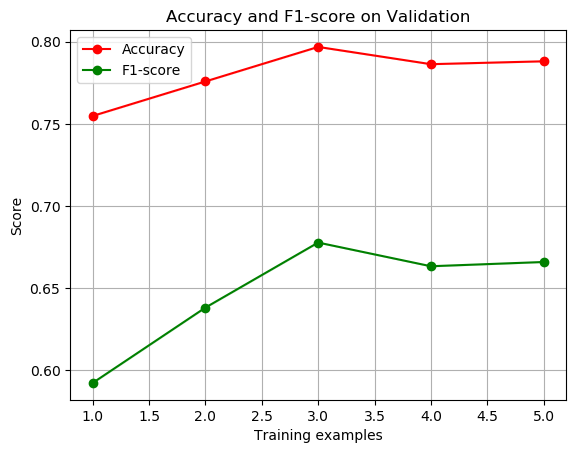 Accuracy and F1-score on Validation
Accuracy
F1-score
0.80
0.75
0.70
0.65
0.60
Score
1.0 1.5 2.0 2.5 3.0 3.5 4.0 4.5 5.0
Training examples